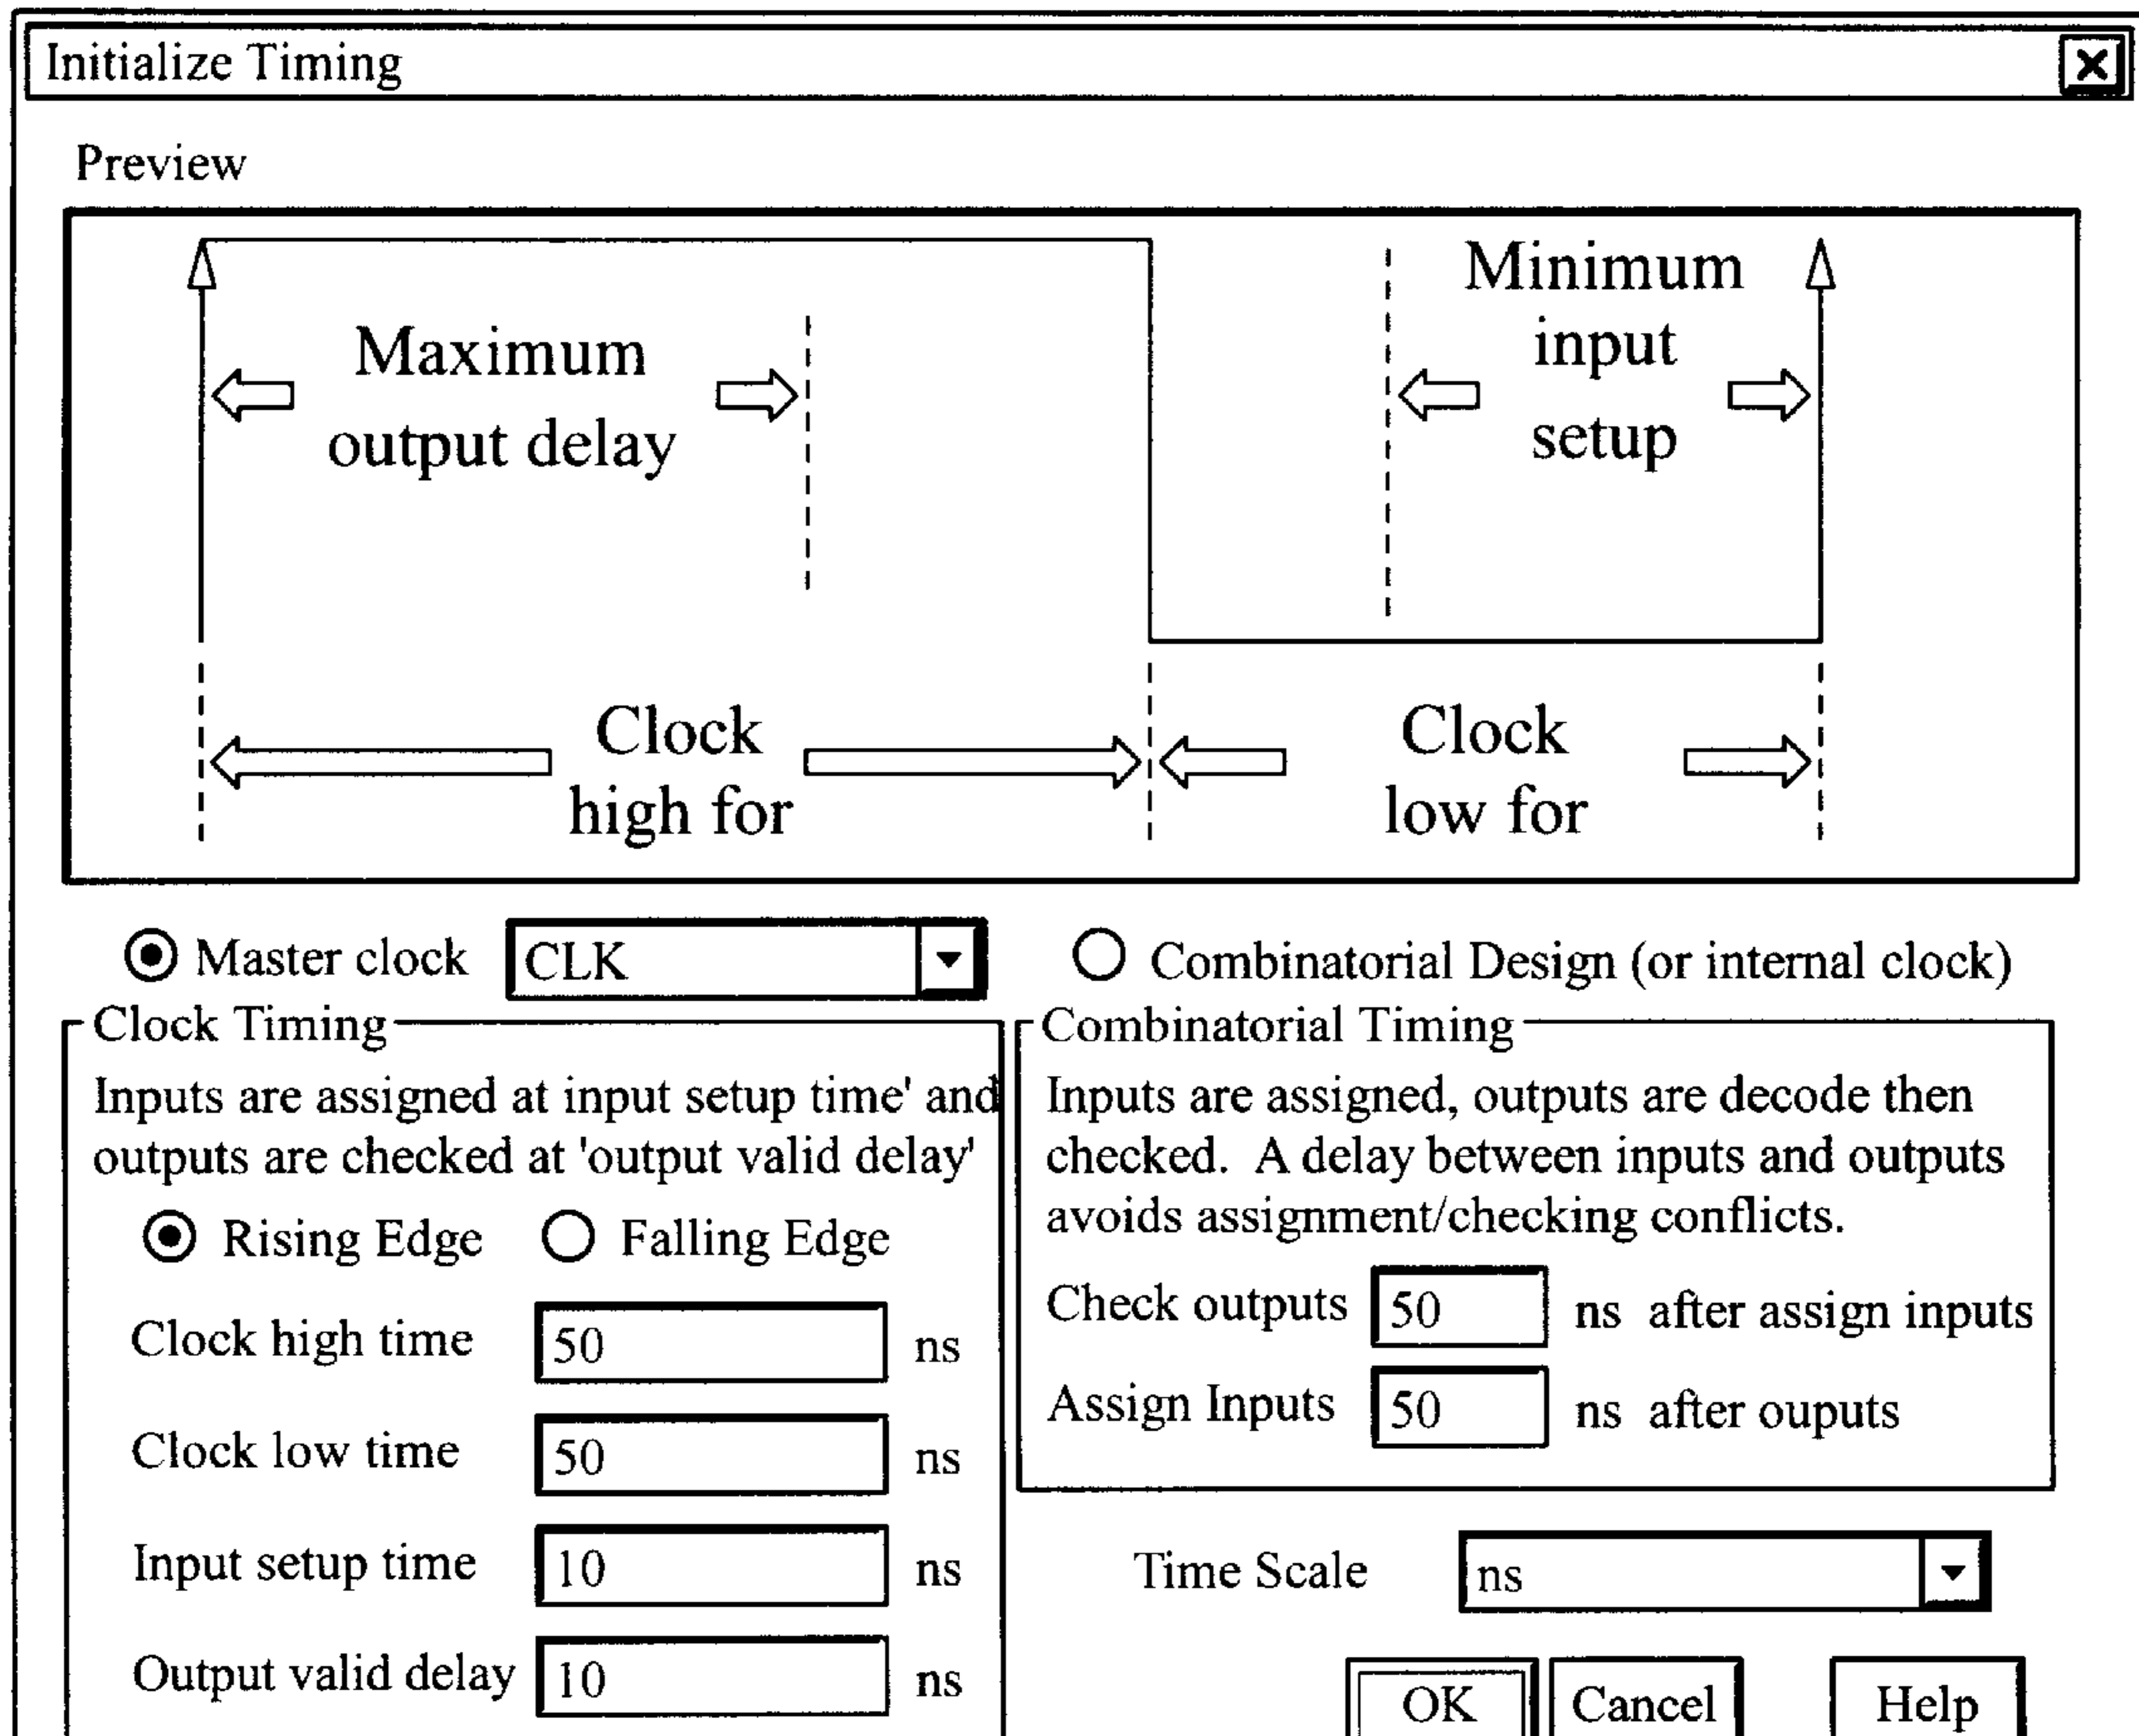 Initialize Timing
Preview
Maximum
output delay
Minimum
input
setup
Clock
high for
Clock
low for
Master clock
CLK
Combinatorial Design (or internal clock)
Clock Timing
Inputs are assigned at input setup time' and
outputs are checked at 'output valid delay'
Rising Edge
Falling Edge
Clock high time 50 ns
Clock low time 50 ns
Input setup time 10 ns
Output valid delay 10 ns
Combinatorial Timing
Inputs are assigned, outputs are decode then
checked. A delay between inputs and outputs
avoids assignment/checking conflicts.
Check outputs 50 ns after assign inputs
Assign Inputs 50 ns after ouputs
Time Scale ns
OK
Cancel
Help